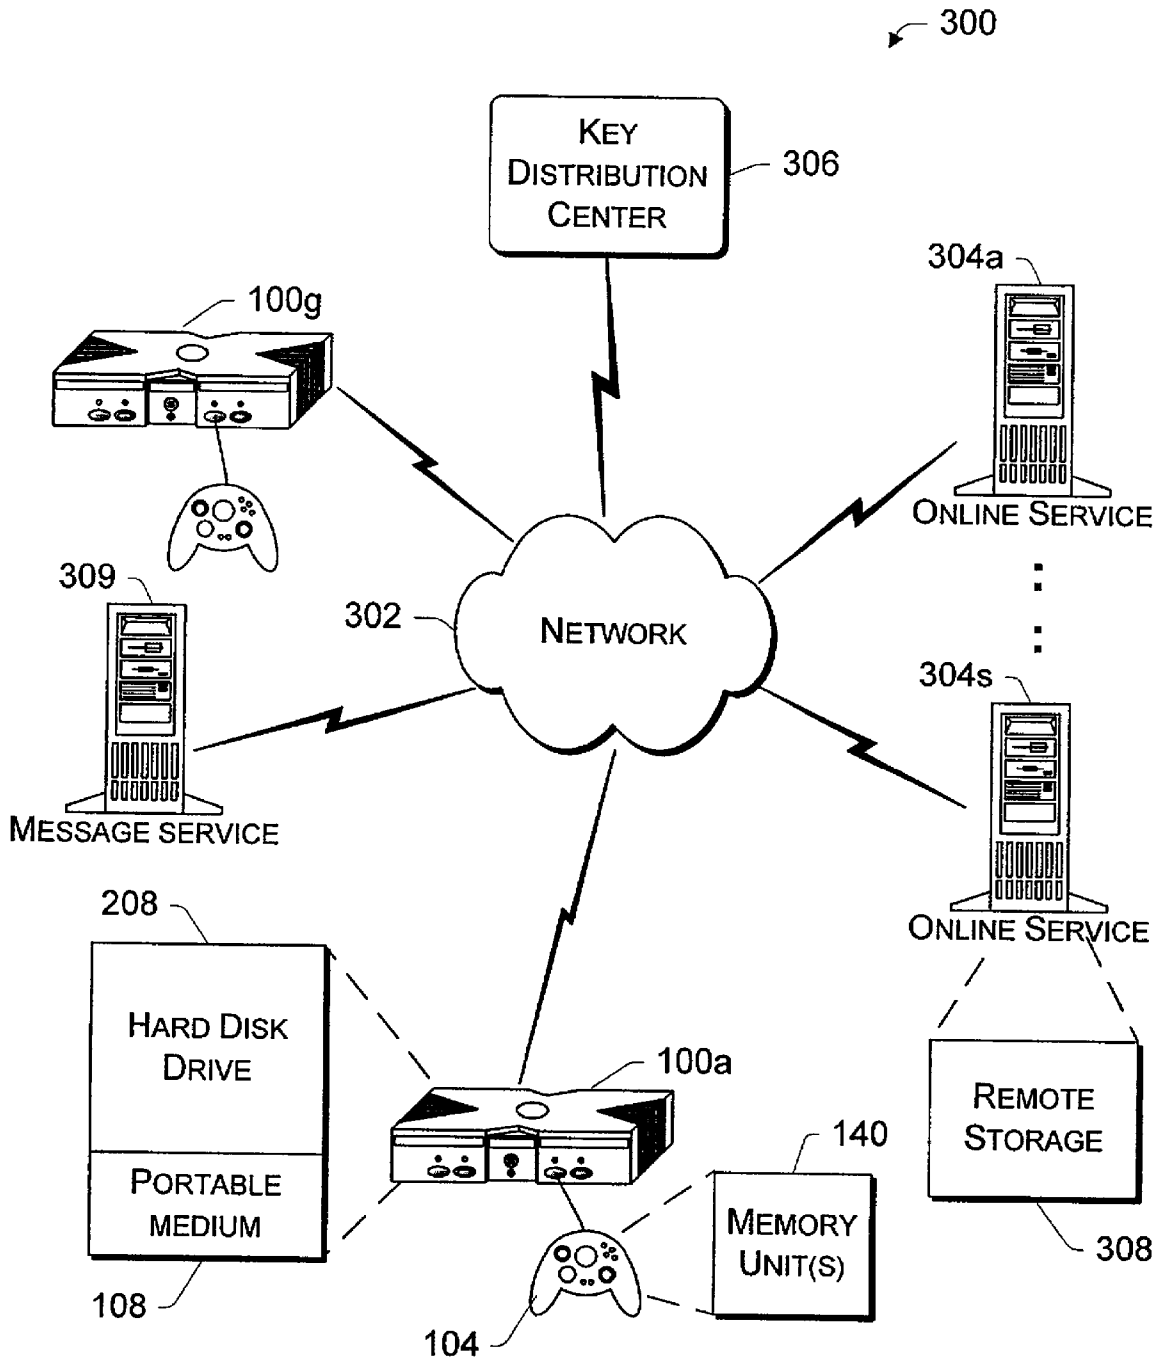 300
KEY
DISTRIBUTION
CENTER
306
304a
100g
ONLINE SERVICE
309
302
NETWORK
304s
MESSAGE SERVICE
208
ONLINE SERVICE
HARD DISK
DRIVE
100a
REMOTE
STORAGE
140
PORTABLE
MEDIUM
MEMORY
UNIT(S)
308
108
104